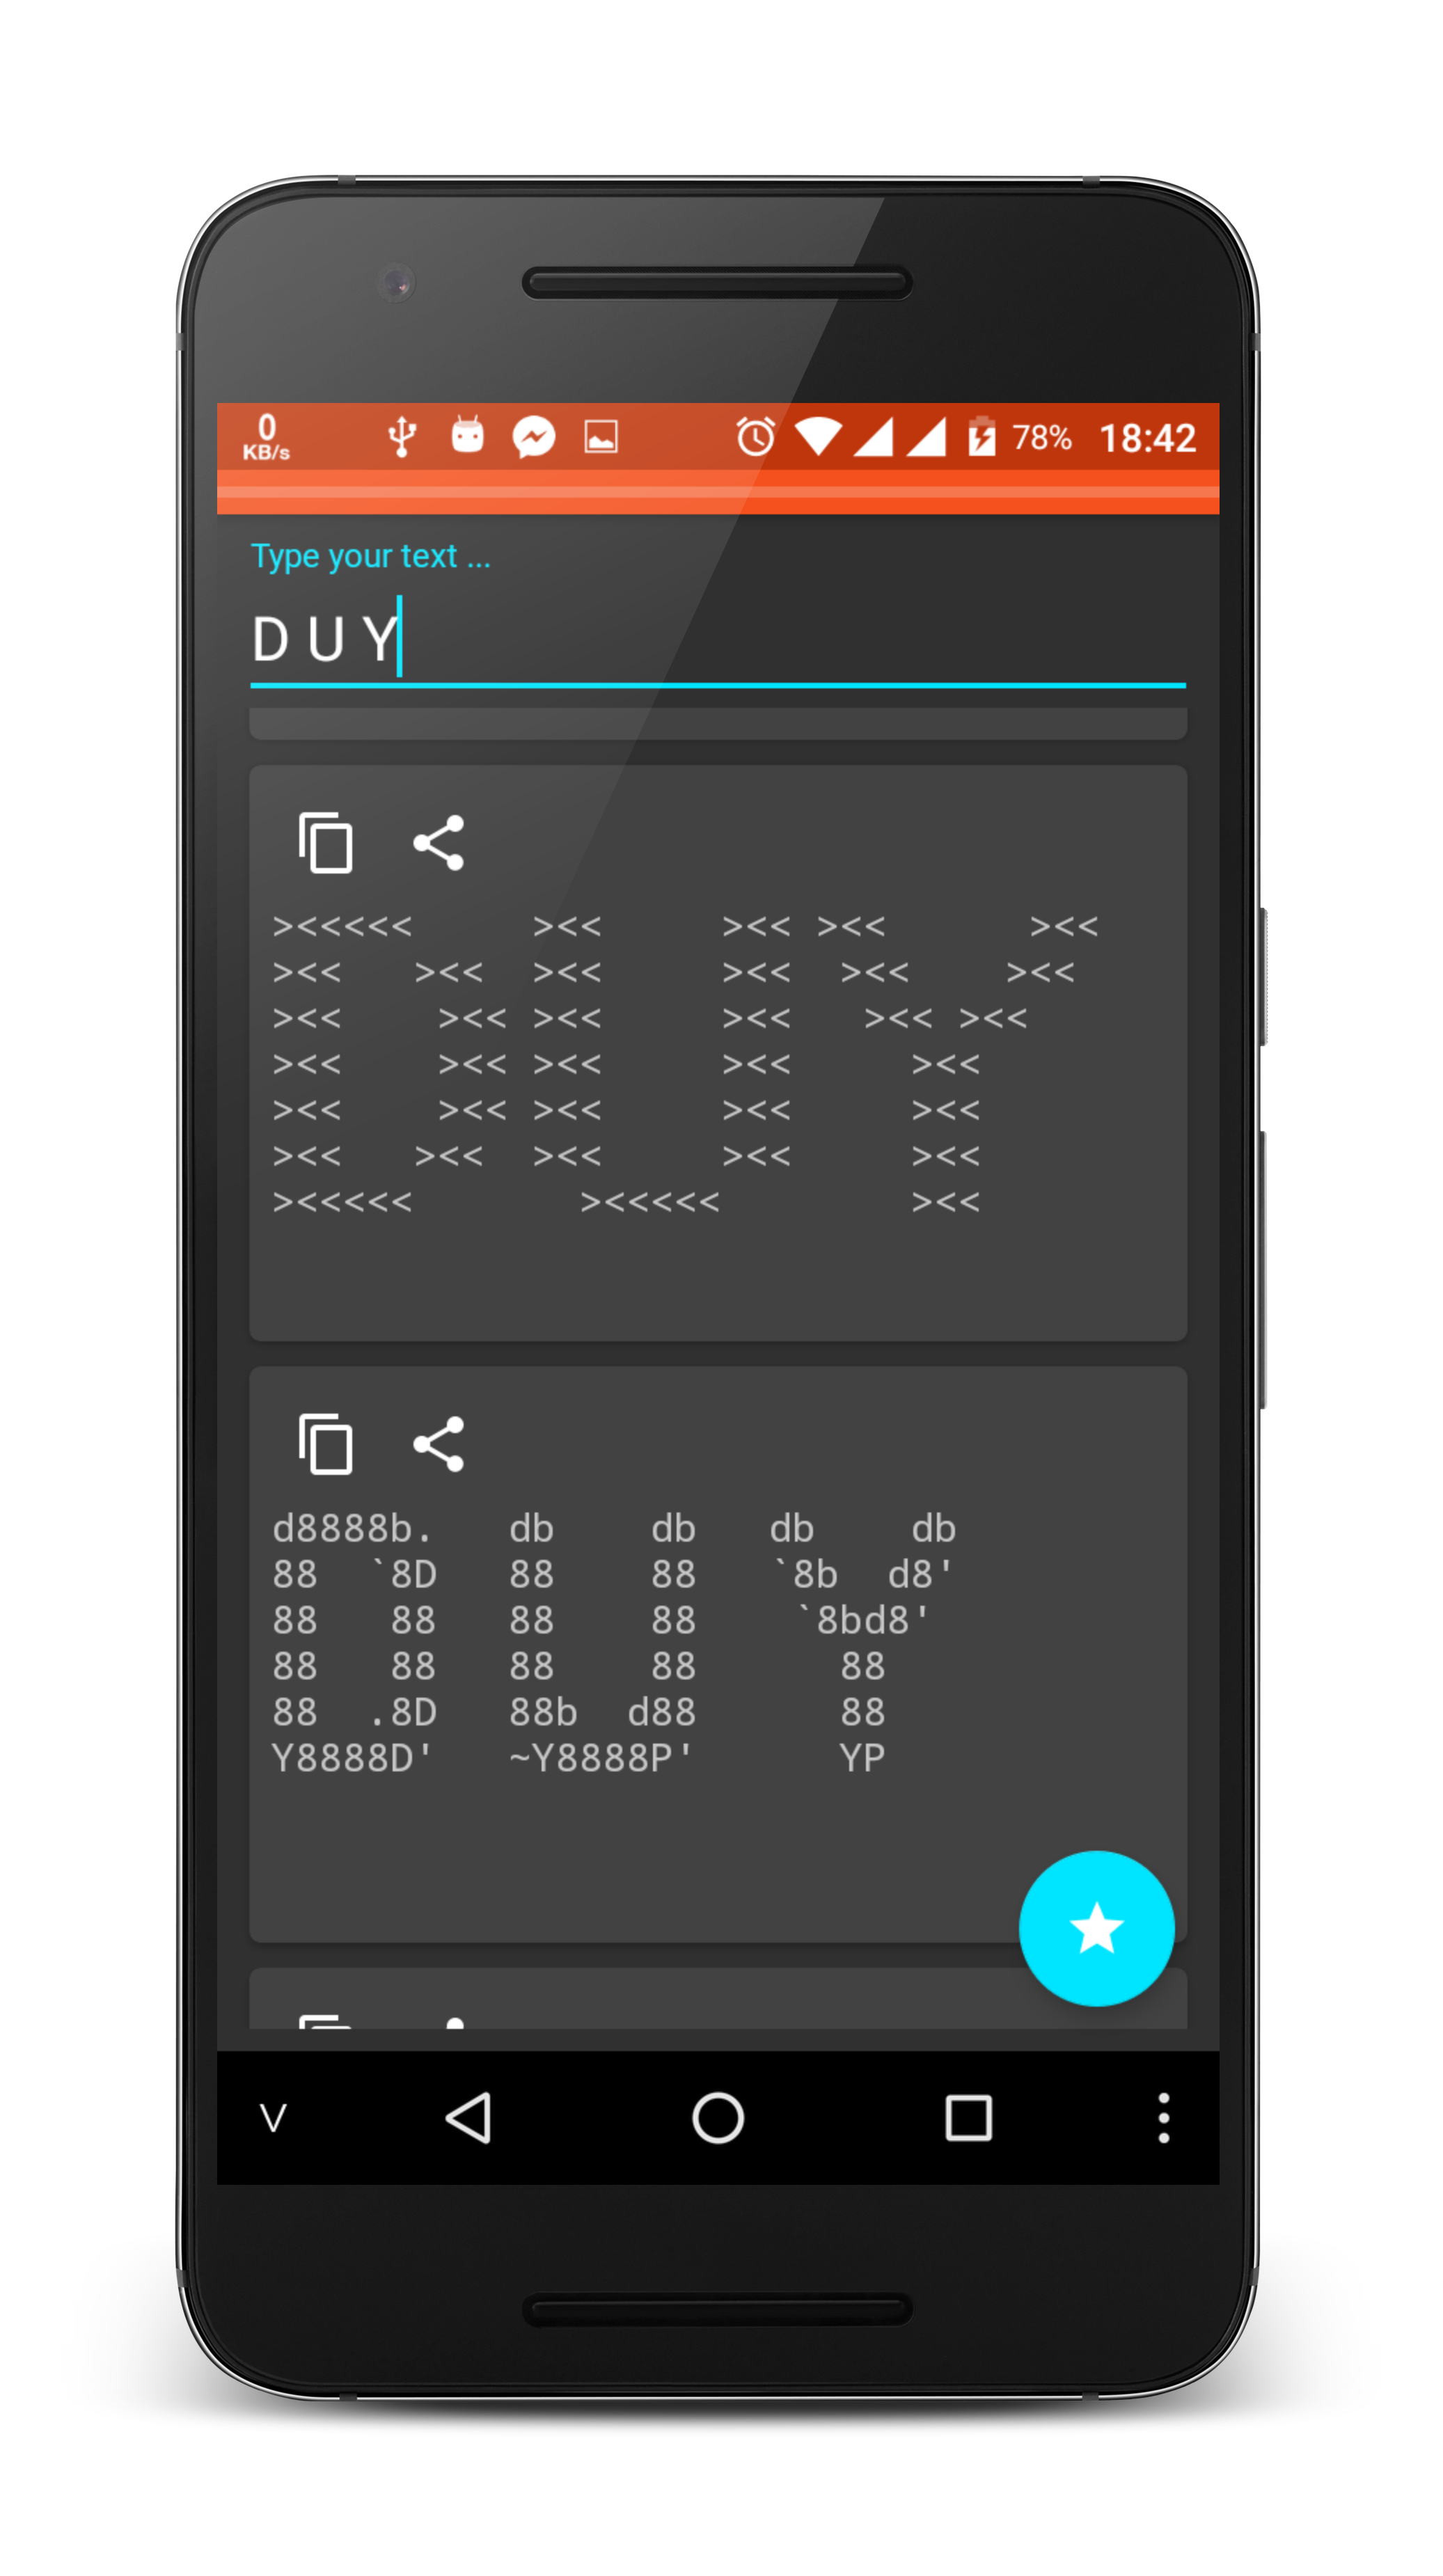 0
KB/s
78% 18:42
Type your text ...
D U Y
><<<<<     ><<     ><< ><<      ><<
><<   ><<  ><<     ><<  ><<    ><<
><<    ><< ><<     ><<   ><< ><<
><<    ><< ><<     ><<     ><<
><<    ><< ><<     ><<     ><<
><<   ><<  ><<     ><<     ><<
><<<<<       ><<<<<        ><<
d8888b.   db    db   db    db
88  `8D   88    88   `8b  d8'
88   88   88    88    `8bd8'
88   88   88    88      88
88  .8D   88b  d88      88
Y8888D'   ~Y8888P'      YP